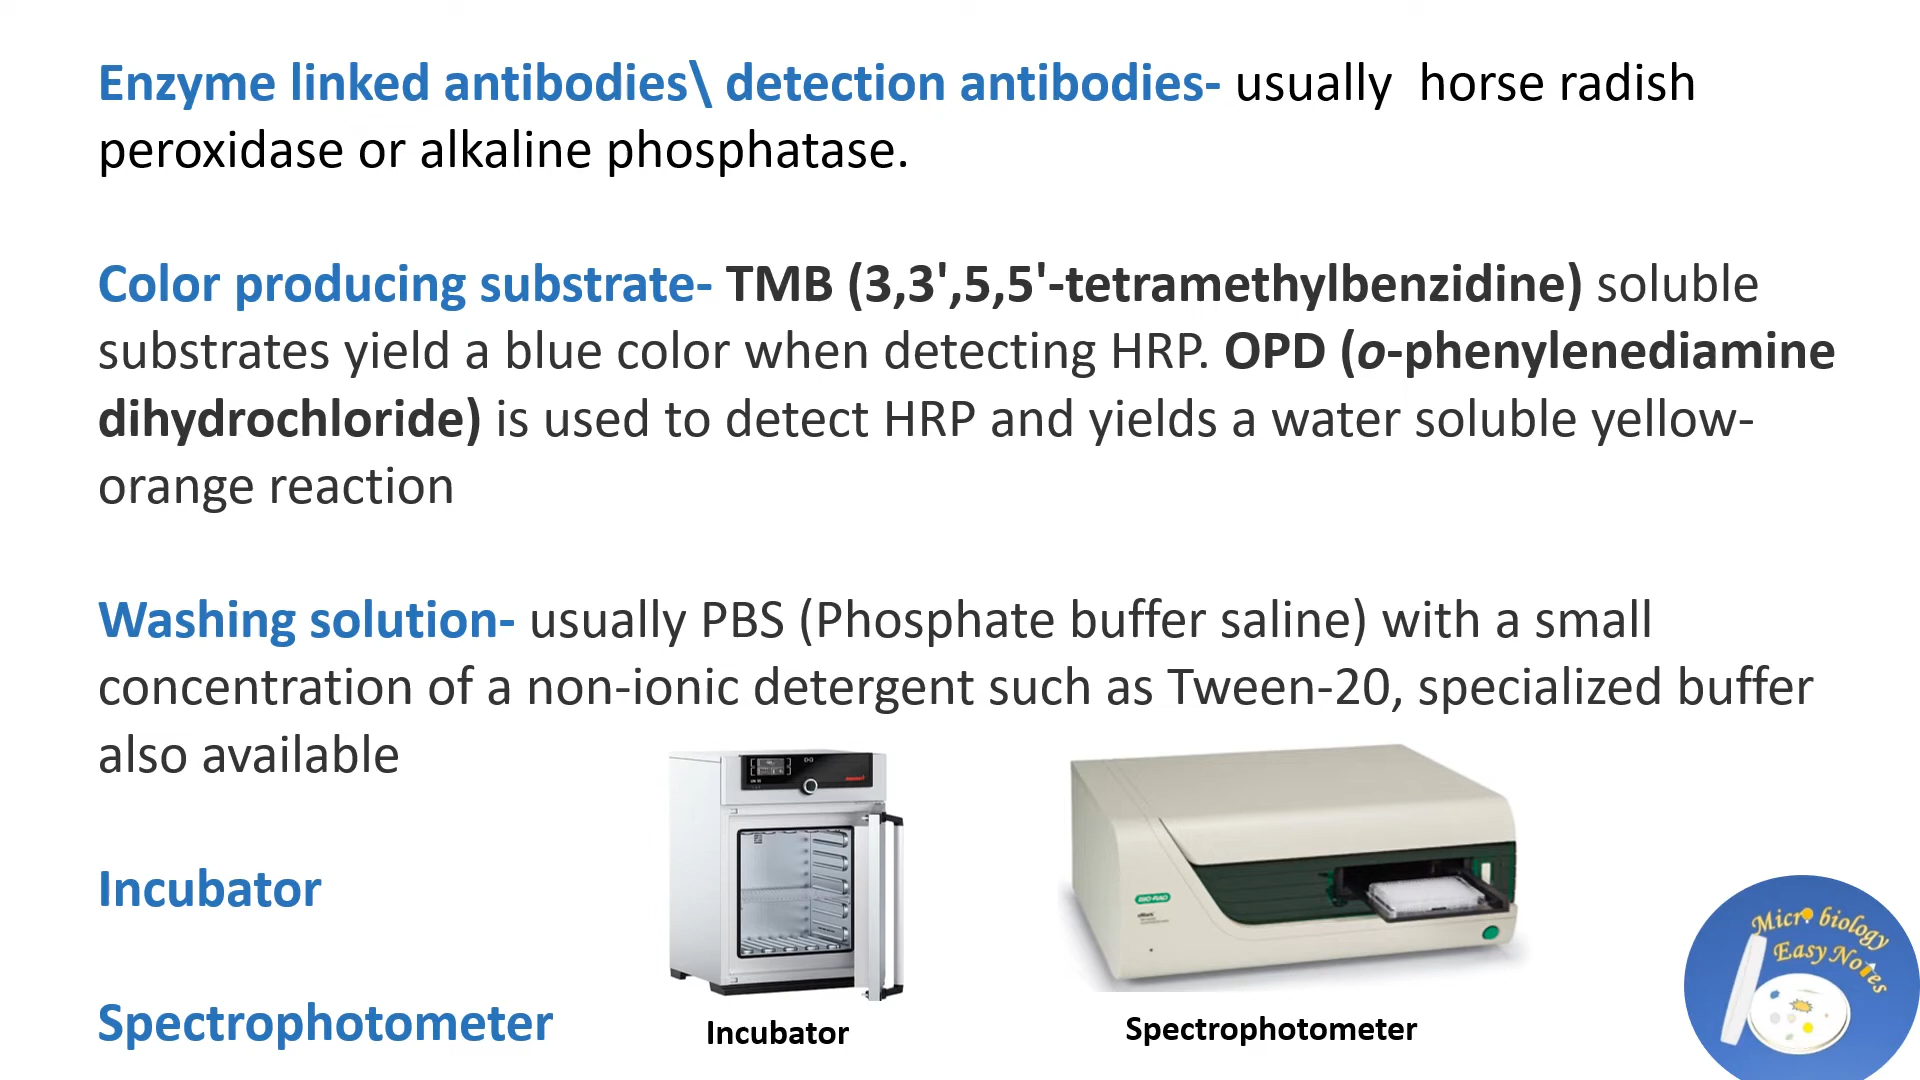 Enzyme linked antibodies\ detection antibodies- usually  horse radish
peroxidase or alkaline phosphatase.
Color producing substrate- TMB (3,3',5,5'-tetramethylbenzidine) soluble
substrates yield a blue color when detecting HRP. OPD (o-phenylenediamine
dihydrochloride) is used to detect HRP and yields a water soluble yellow-
orange reaction
Washing solution- usually PBS (Phosphate buffer saline) with a small
concentration of a non-ionic detergent such as Tween-20, specialized buffer
also available
Incubator
Spectrophotometer
Incubator
BIO-RAD
Spectrophotometer
Microbiology
Easy Notes